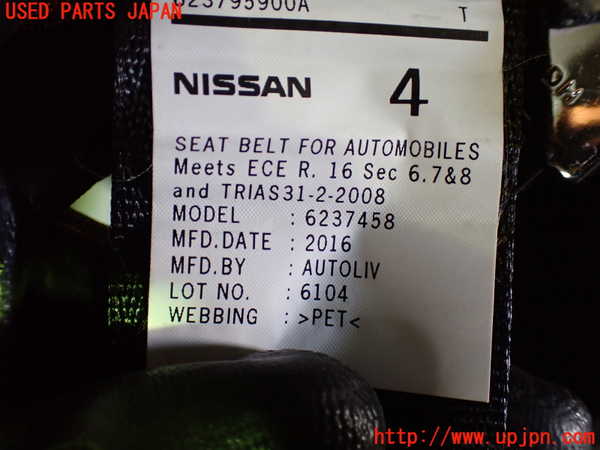 USED PARTS JAPAN
623795900A
T
NISSAN 4
SEAT BELT FOR AUTOMOBILES
Meets ECE R. 16 Sec 6.7&8
and TRIAS31-2-2008
MODEL : 6237458
MFD.DATE : 2016
MFD.BY : AUTOLIV
LOT NO. : 6104
WEBBING : >PET<
http://www.upjpn.com/